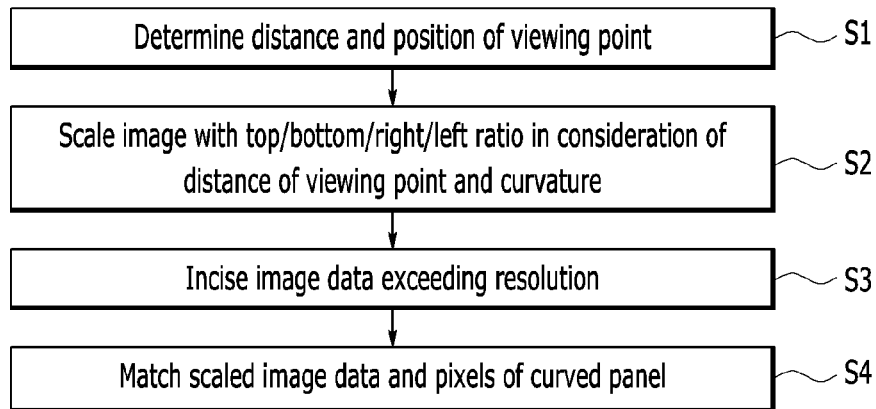 Determine distance and position of viewing point
S1
Scale image with top/bottom/right/left ratio in consideration of
distance of viewing point and curvature
S2
Incise image data exceeding resolution
S3
Match scaled image data and pixels of curved panel
S4